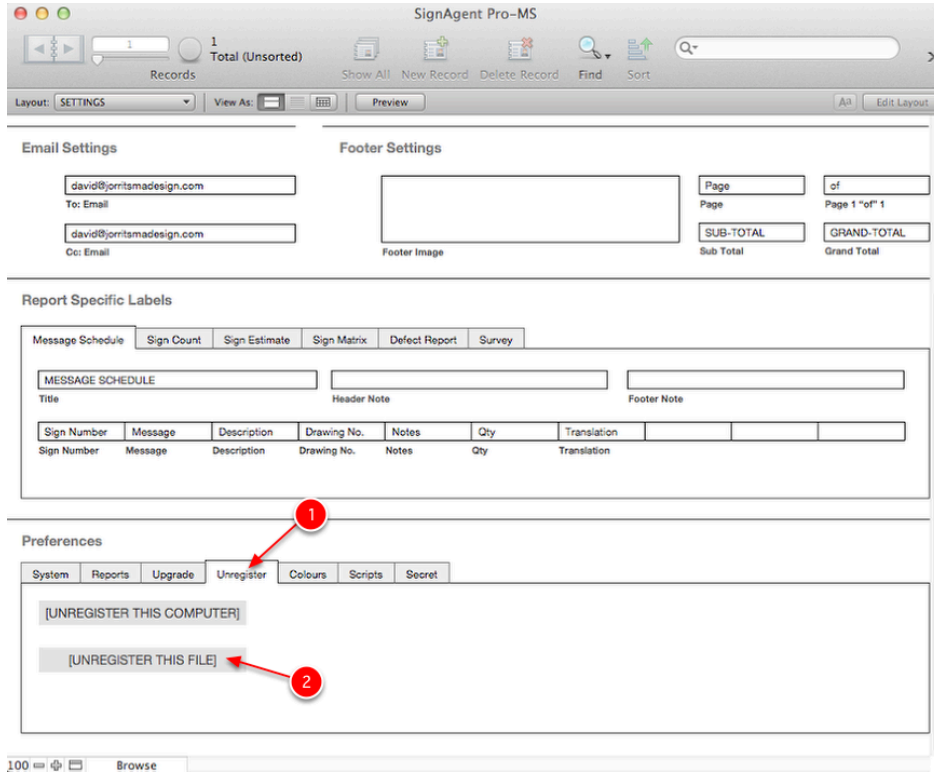 SignAgent Pro-MS
1
1
Total (Unsorted)
Records
Show All New Record Delete Record Find Sort
Layout: SETTINGS View As: Preview Aa Edit Layout
Email Settings Footer Settings
david@jorritsmadesign.com Page of
To: Email Page Page 1 "of" 1
david@jorritsmadesign.com SUB-TOTAL GRAND-TOTAL
Cc: Email Footer Image Sub Total Grand Total
Report Specific Labels
Message Schedule Sign Count Sign Estimate Sign Matrix Defect Report Survey
MESSAGE SCHEDULE
Title Header Note Footer Note
Sign Number Message Description Drawing No. Notes Qty Translation
Sign Number Message Description Drawing No. Notes Qty Translation
1
Preferences
System Reports Upgrade Unregister Colours Scripts Secret
[UNREGISTER THIS COMPUTER]
[UNREGISTER THIS FILE]
2
100 Browse